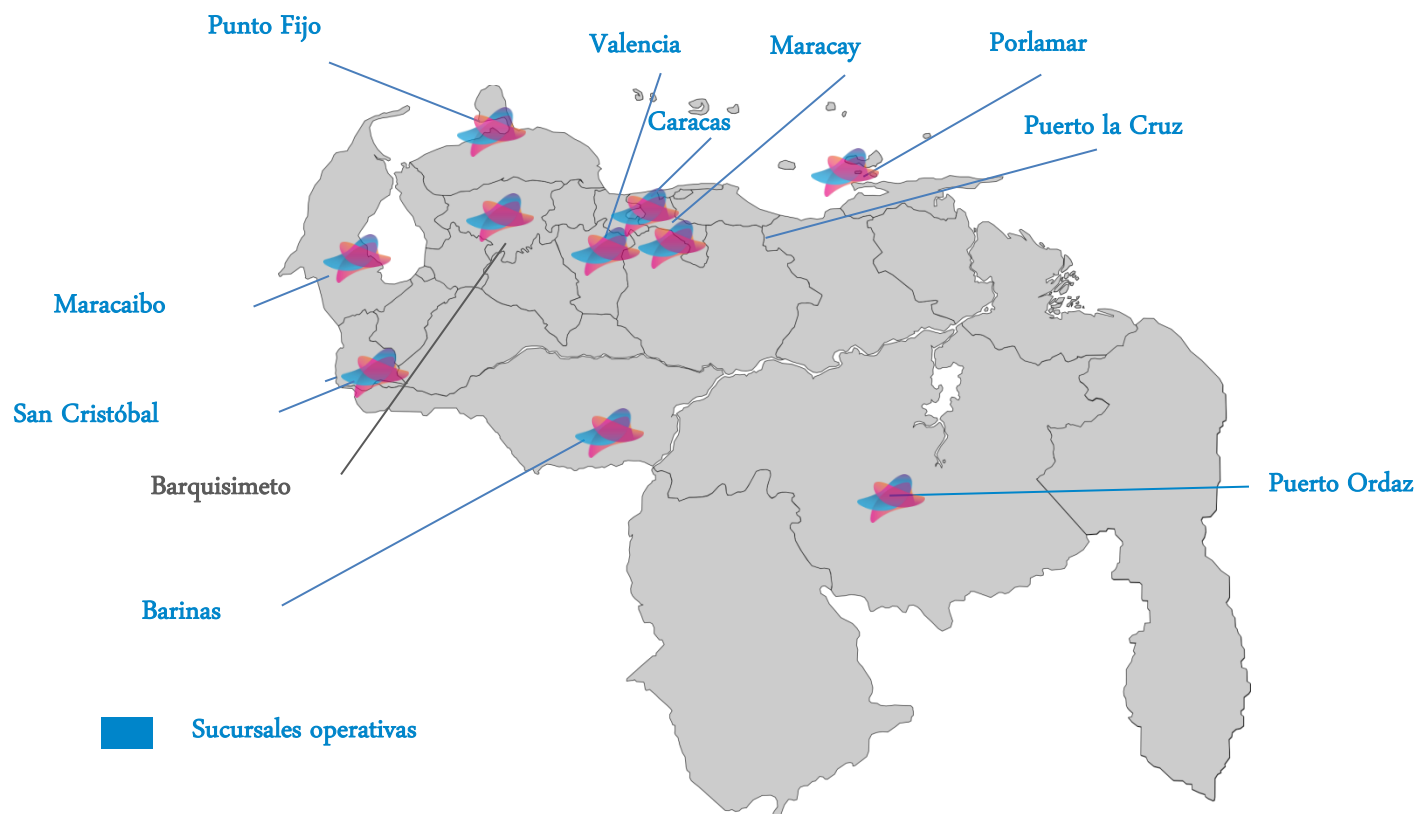 Punto Fijo
Valencia
Maracay
Porlamar
Caracas
Puerto la Cruz
Maracaibo
San Cristóbal
Barquisimeto
Puerto Ordaz
Barinas
Sucursales operativas